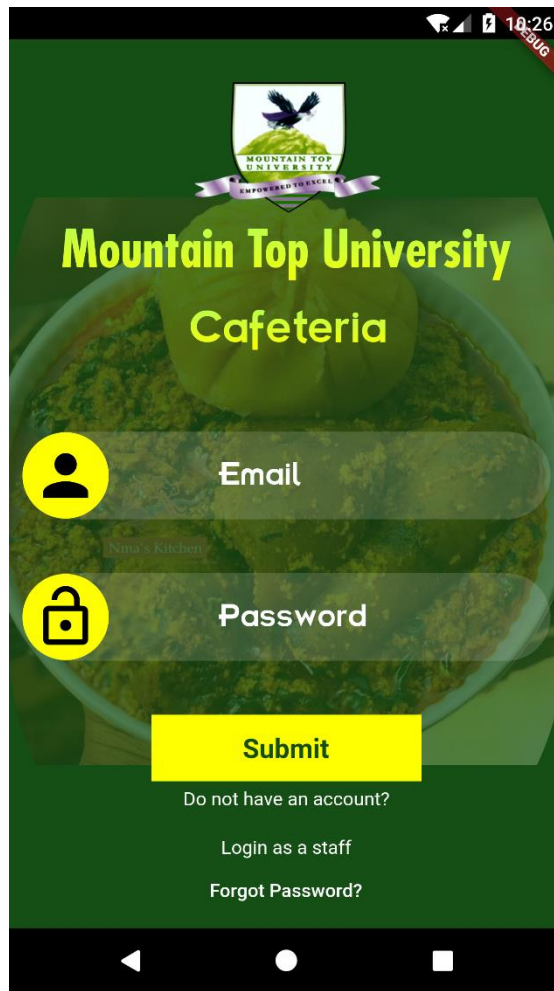 10:26
DEBUG
MOUNTAIN TOP
UNIVERSITY
EMPOWERED TO EXCEL
Mountain Top University
Cafeteria
Email
Nma's Kitchen
Password
Submit
Do not have an account?
Login as a staff
Forgot Password?